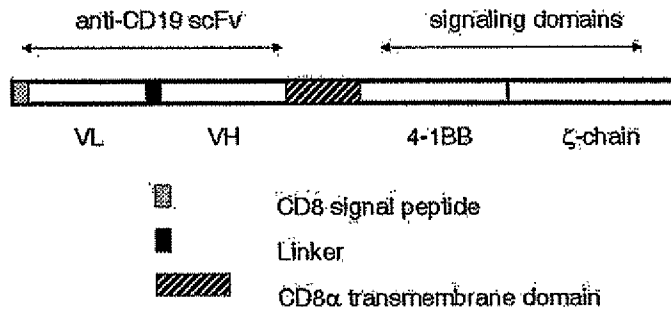 anti-CD19 scFv signaling domains
VL VH 4-1BB ζ-chain
CD8 signal peptide
Linker
CD8α transmembrane domain